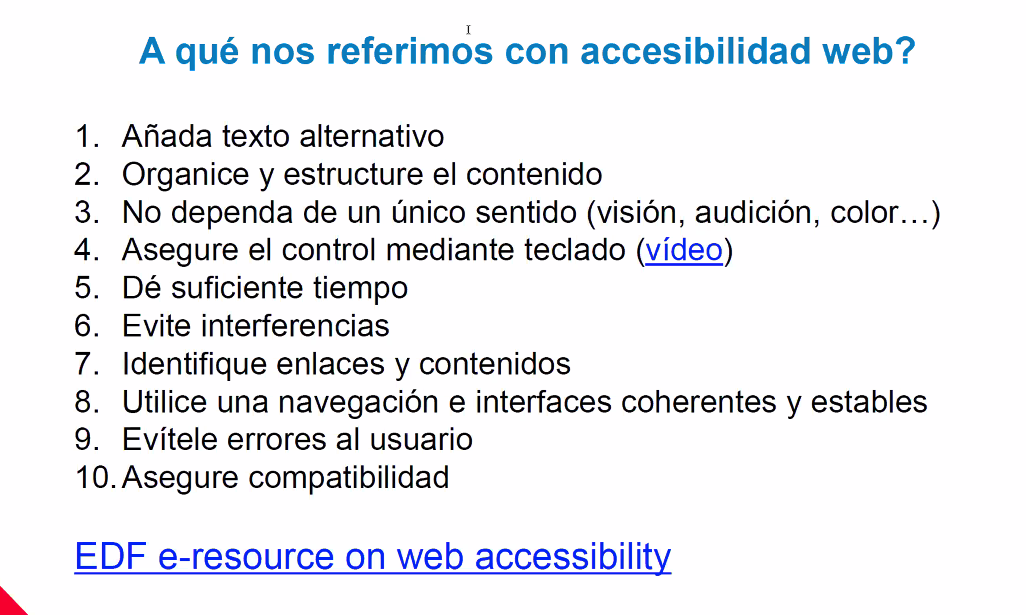 A qué nos referimos con accesibilidad web?
1. Añada texto alternativo
2. Organice y estructure el contenido
3. No dependa de un único sentido (visión, audición, color…)
4. Asegure el control mediante teclado (vídeo)
5. Dé suficiente tiempo
6. Evite interferencias
7. Identifique enlaces y contenidos
8. Utilice una navegación e interfaces coherentes y estables
9. Evítele errores al usuario
10. Asegure compatibilidad
EDF e-resource on web accessibility